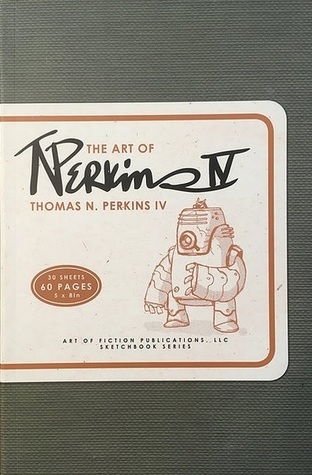 THE ART OF
TNPERKINS IV
THOMAS N. PERKINS IV
30 SHEETS
60 PAGES
5 x 8in
ART OF FICTION PUBLICATIONS, LLC
SKETCHBOOK SERIES